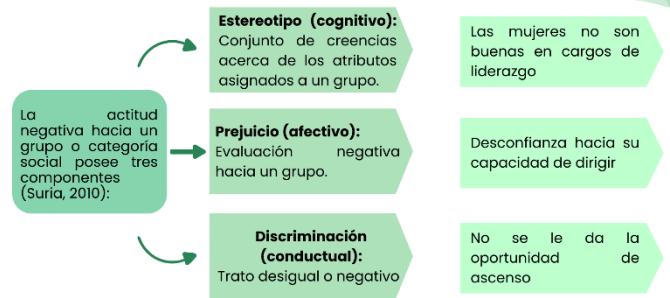 La actitud
negativa hacia un
grupo o categoría
social posee tres
componentes
(Suria, 2010):
Estereotipo (cognitivo):
Conjunto de creencias
acerca de los atributos
asignados a un grupo.
Las mujeres no son
buenas en cargos de
liderazgo
Prejuicio (afectivo):
Evaluación negativa
hacia un grupo.
Desconfianza hacia su
capacidad de dirigir
Discriminación
(conductual):
Trato desigual o negativo
No se le da la
oportunidad de
ascenso